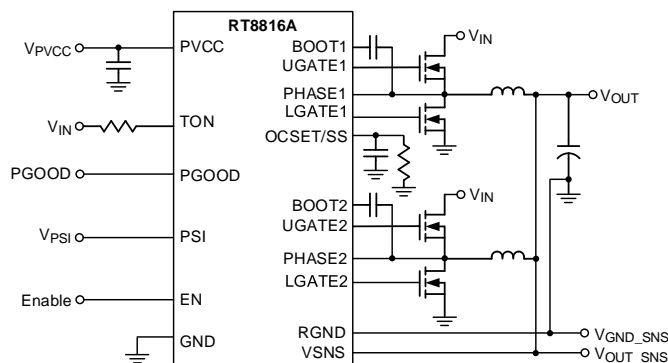 RT8816A
VPVCC
PVCC
VIN
TON
PGOOD
PGOOD
VPSI
PSI
Enable
EN
GND
BOOT1
UGATE1
PHASE1
LGATE1
OCSET/SS
BOOT2
UGATE2
PHASE2
LGATE2
RGND
VSNS
VIN
VOUT
VIN
VGND_SNS
VOUT_SNS